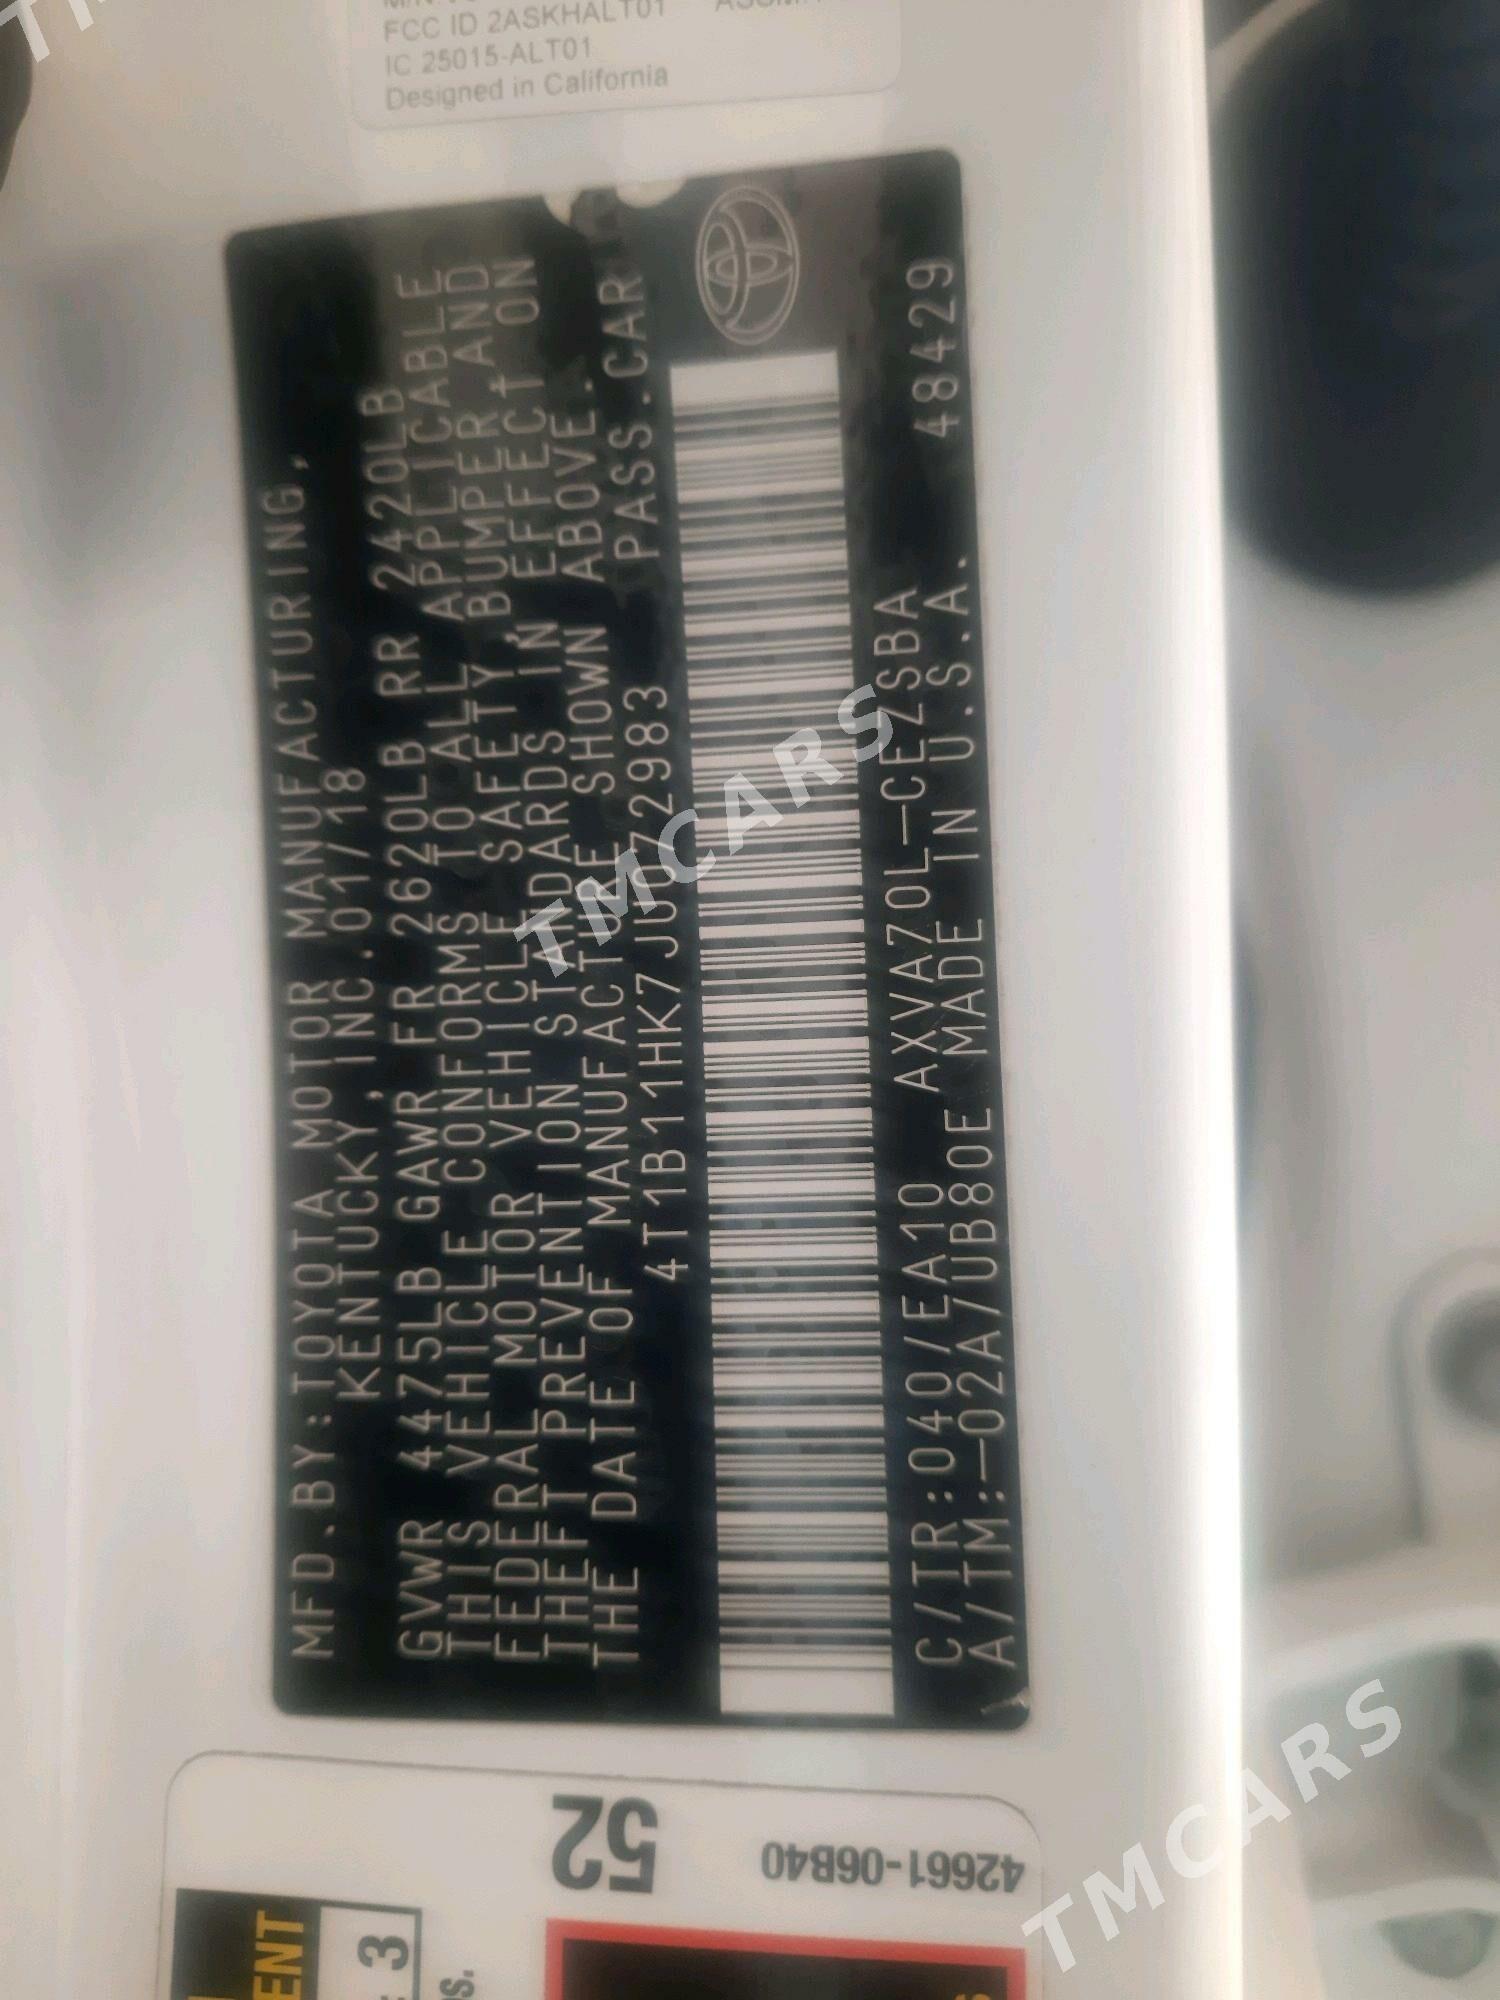 FCC ID 2ASKHALT01
IC 25015-ALT01
Designed in California
MFD.BY:TOYOTA MOTOR MANUFACTURING,
KENTUCKY, INC.01/18
GVWR 4475LB GAWR FR 2620LB RR 2420LB
THIS VEHICLE CONFORMS TO ALL APPLICABLE
FEDERAL MOTOR VEHICLE SAFETY, BUMPER, AND
THEFT PREVENTION STANDARDS IN EFFECT ON
THE DATE OF MANUFACTURE SHOWN ABOVE.
4T1B11HK7JU072983 PASS.CAR
C/TR:040/EA10 AXVA70L-CEZSBA 48429
A/TM:-02A/UB80E MADE IN U.S.A.
52
42661-06B40
ENT
3
TMCARS
TMCARS